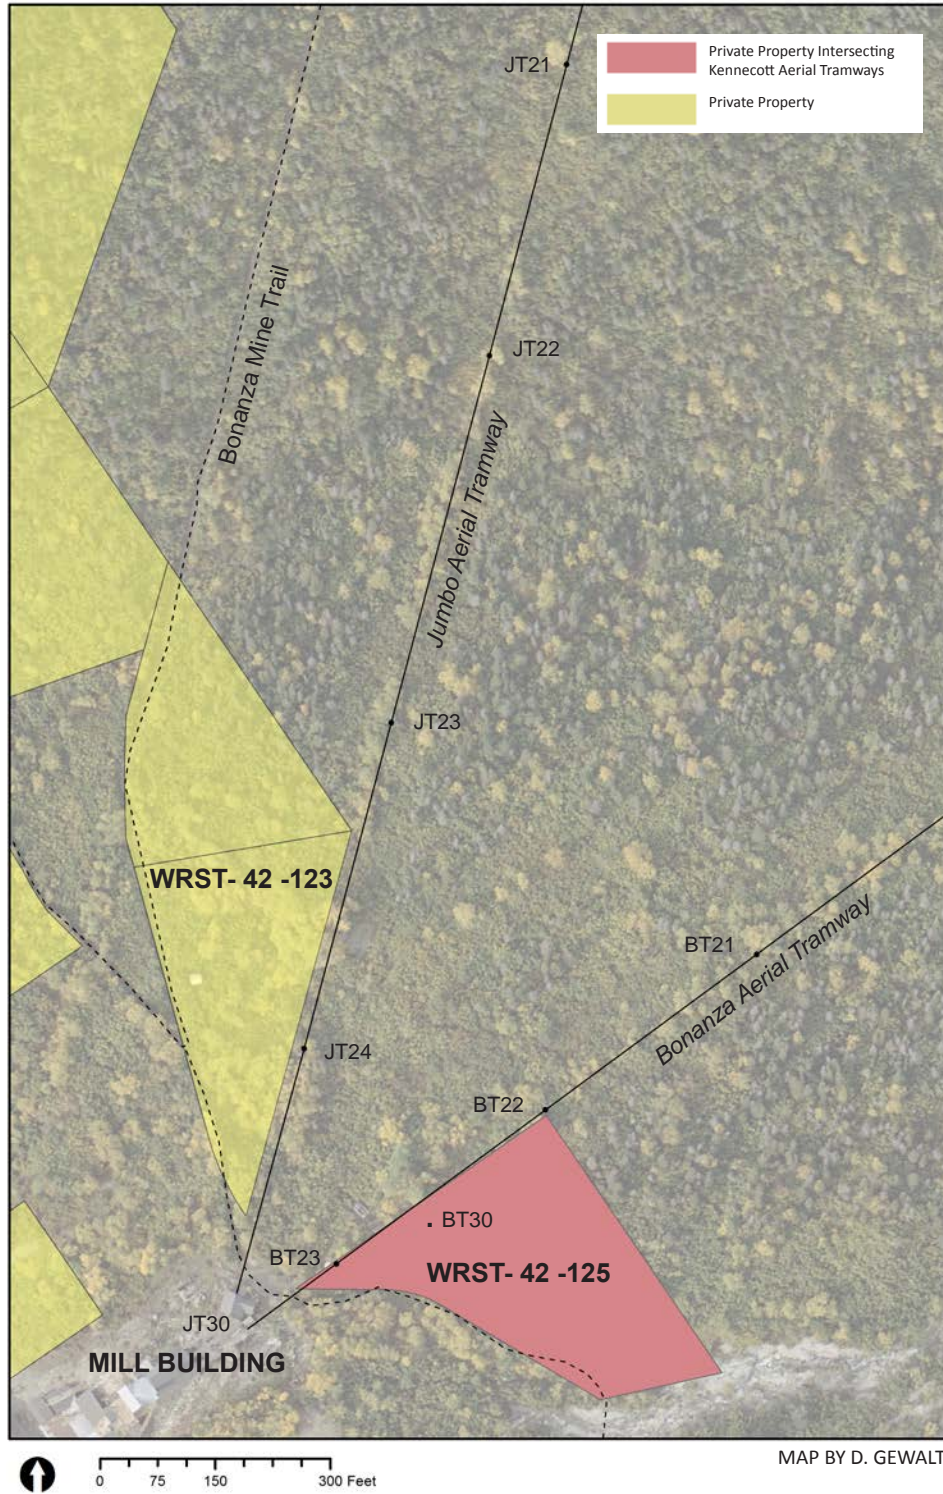 JT21
Private Property Intersecting
Kennecott Aerial Tramways
Private Property
Bonanza Mine Trail
JT22
Jumbo Aerial Tramway
JT23
WRST- 42 -123
BT21
Bonanza Aerial Tramway
JT24
BT22
BT30
BT23
WRST- 42 -125
JT30
MILL BUILDING
MAP BY D. GEWALT
0 75 150 300 Feet